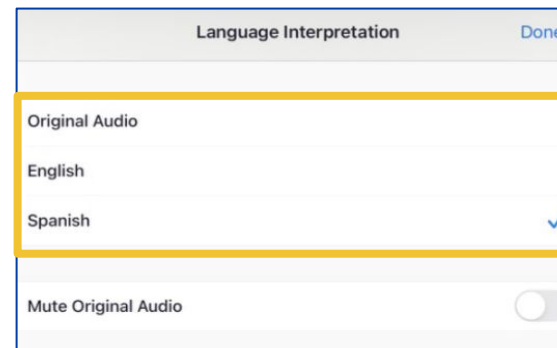 Language Interpretation Done
Original Audio
English
Spanish
Mute Original Audio